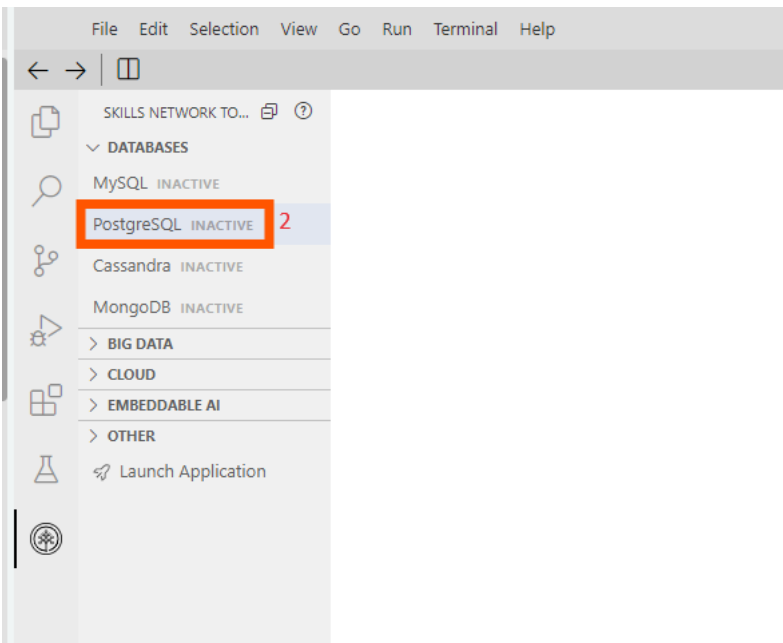 File Edit Selection View Go Run Terminal Help
SKILLS NETWORK TO...
DATABASES
MySQL INACTIVE
PostgreSQL INACTIVE 2
Cassandra INACTIVE
MongoDB INACTIVE
BIG DATA
CLOUD
EMBEDDABLE AI
OTHER
Launch Application